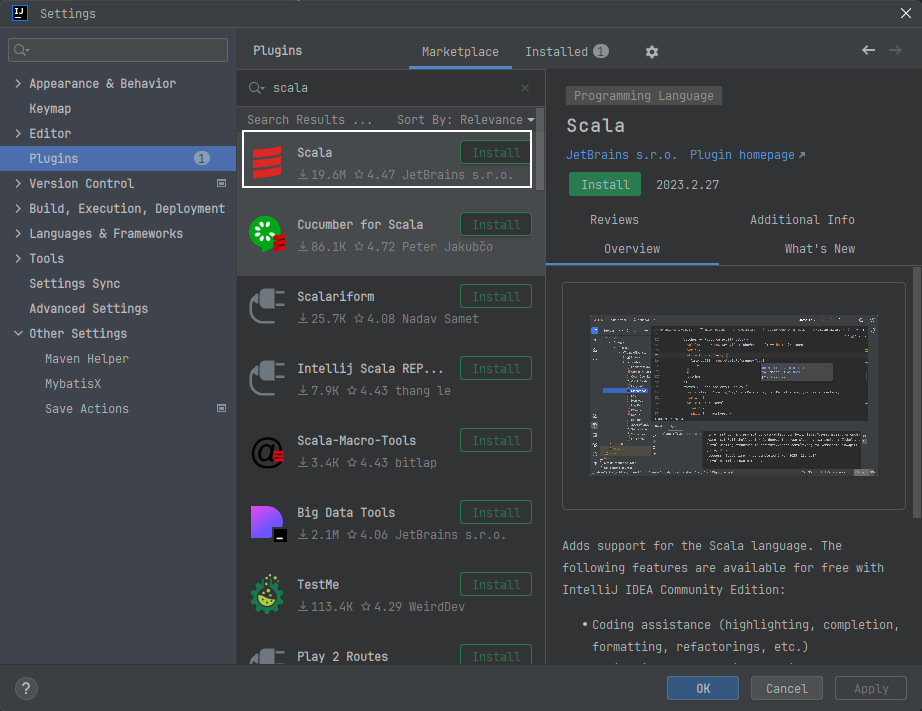 Settings
Plugins
Marketplace
Installed 1
Appearance & Behavior
Keymap
Editor
Plugins 1
Version Control
Build, Execution, Deployment
Languages & Frameworks
Tools
Settings Sync
Advanced Settings
Other Settings
Maven Helper
MybatisX
Save Actions
scala
Search Results ... Sort By: Relevance
Scala Install
19.6M 4.47 JetBrains s.r.o.
Cucumber for Scala Install
86.1K 4.72 Peter Jakubčo
Scalariform Install
25.7K 4.08 Nadav Samet
Intellij Scala REP... Install
7.9K 4.43 thang le
Scala-Macro-Tools Install
3.4K 4.43 bitlap
Big Data Tools Install
2.1M 4.06 JetBrains s.r.o.
TestMe Install
113.4K 4.29 WeirdDev
Play 2 Routes Install
Programming Language
Scala
JetBrains s.r.o. Plugin homepage
Install 2023.2.27
Reviews Additional Info
Overview What's New
Adds support for the Scala language. The
following features are available for free with
IntelliJ IDEA Community Edition:
• Coding assistance (highlighting, completion,
formatting, refactorings, etc.)
?
OK Cancel Apply